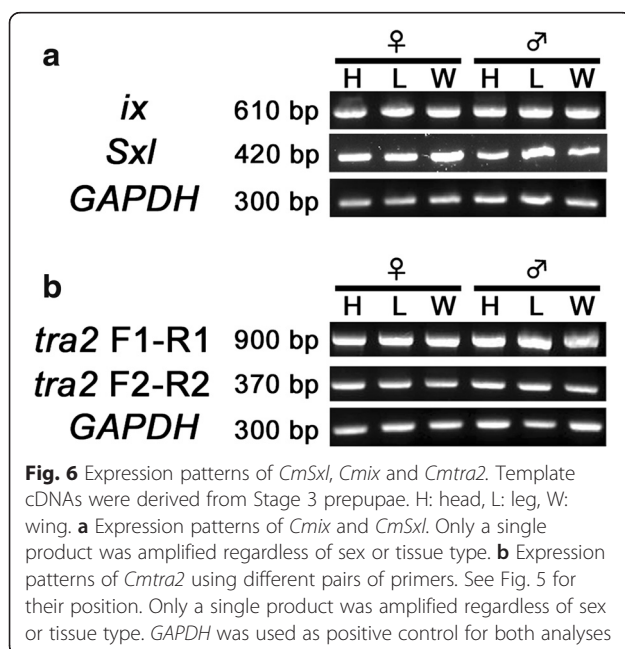 a
♀ ♂
H L W H L W
ix 610 bp
Sxl 420 bp
GAPDH 300 bp
b
♀ ♂
H L W H L W
tra2 F1-R1 900 bp
tra2 F2-R2 370 bp
GAPDH 300 bp
Fig. 6 Expression patterns of CmSxl, Cmix and Cmtra2. Template
cDNAs were derived from Stage 3 prepupae. H: head, L: leg, W:
wing. a Expression patterns of Cmix and CmSxl. Only a single
product was amplified regardless of sex or tissue type. b Expression
patterns of Cmtra2 using different pairs of primers. See Fig. 5 for
their position. Only a single product was amplified regardless of sex
or tissue type. GAPDH was used as positive control for both analyses